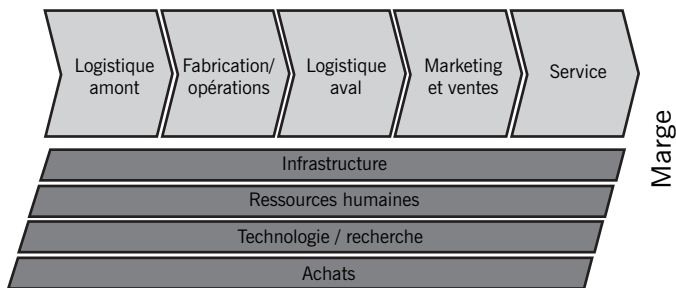 Logistique
amont
Fabrication/
opérations
Logistique
aval
Marketing
et ventes
Service
Marge
Infrastructure
Ressources humaines
Technologie / recherche
Achats